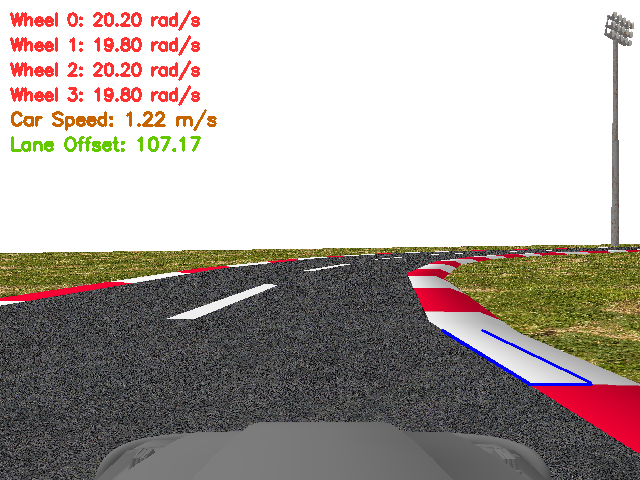 Wheel 0: 20.20 rad/s
Wheel 1: 19.80 rad/s
Wheel 2: 20.20 rad/s
Wheel 3: 19.80 rad/s
Car Speed: 1.22 m/s
Lane Offset: 107.17